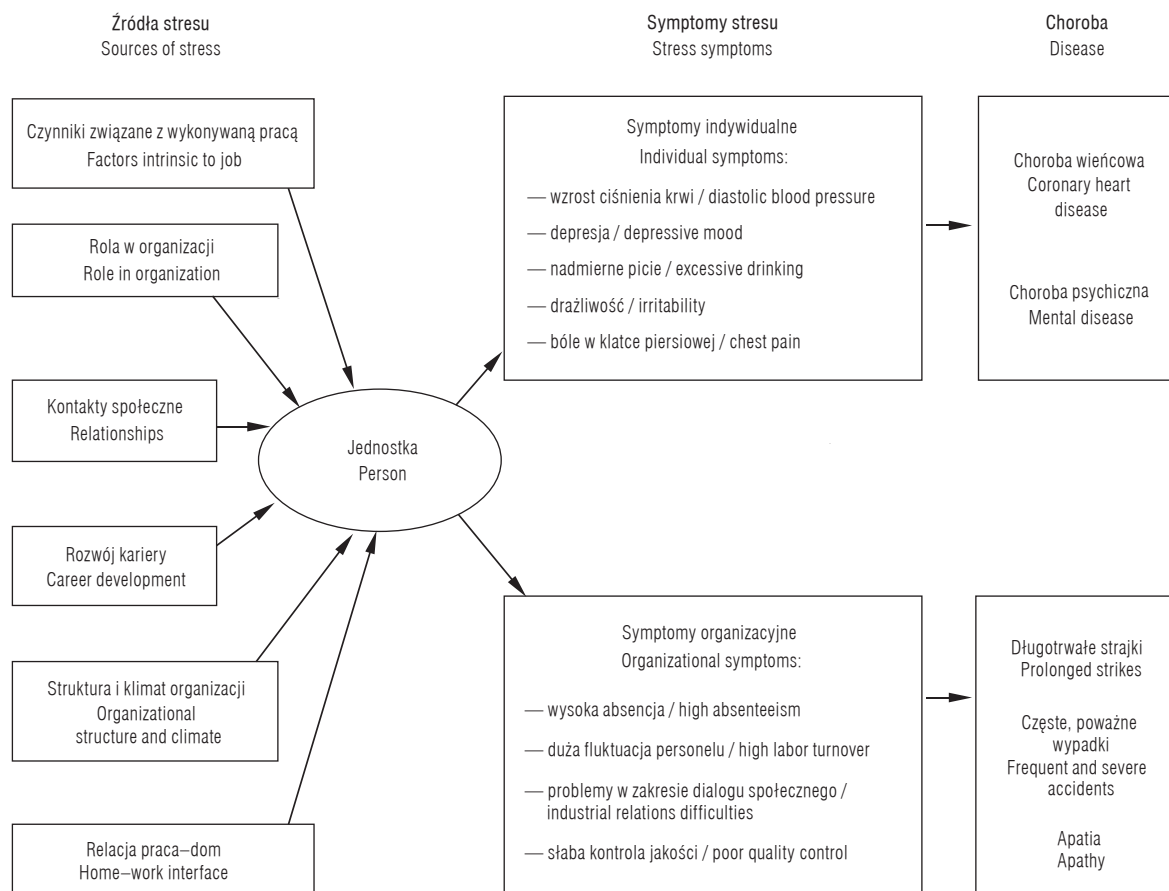 Źródła stresu
Sources of stress
Symptomy stresu
Stress symptoms
Choroba
Disease
Czynniki związane z wykonywaną pracą
Factors intrinsic to job
Rola w organizacji
Role in organization
Kontakty społeczne
Relationships
Rozwój kariery
Career development
Struktura i klimat organizacji
Organizational
structure and climate
Relacja praca–dom
Home–work interface
Jednostka
Person
Symptomy indywidualne
Individual symptoms:
— wzrost ciśnienia krwi / diastolic blood pressure
— depresja / depressive mood
— nadmierne picie / excessive drinking
— drażliwość / irritability
— bóle w klatce piersiowej / chest pain
Choroba wieńcowa
Coronary heart
disease
Choroba psychiczna
Mental disease
Symptomy organizacyjne
Organizational symptoms:
— wysoka absencja / high absenteeism
— duża fluktuacja personelu / high labor turnover
— problemy w zakresie dialogu społecznego /
industrial relations difficulties
— słaba kontrola jakości / poor quality control
Długotrwałe strajki
Prolonged strikes
Częste, poważne
wypadki
Frequent and severe
accidents
Apatia
Apathy